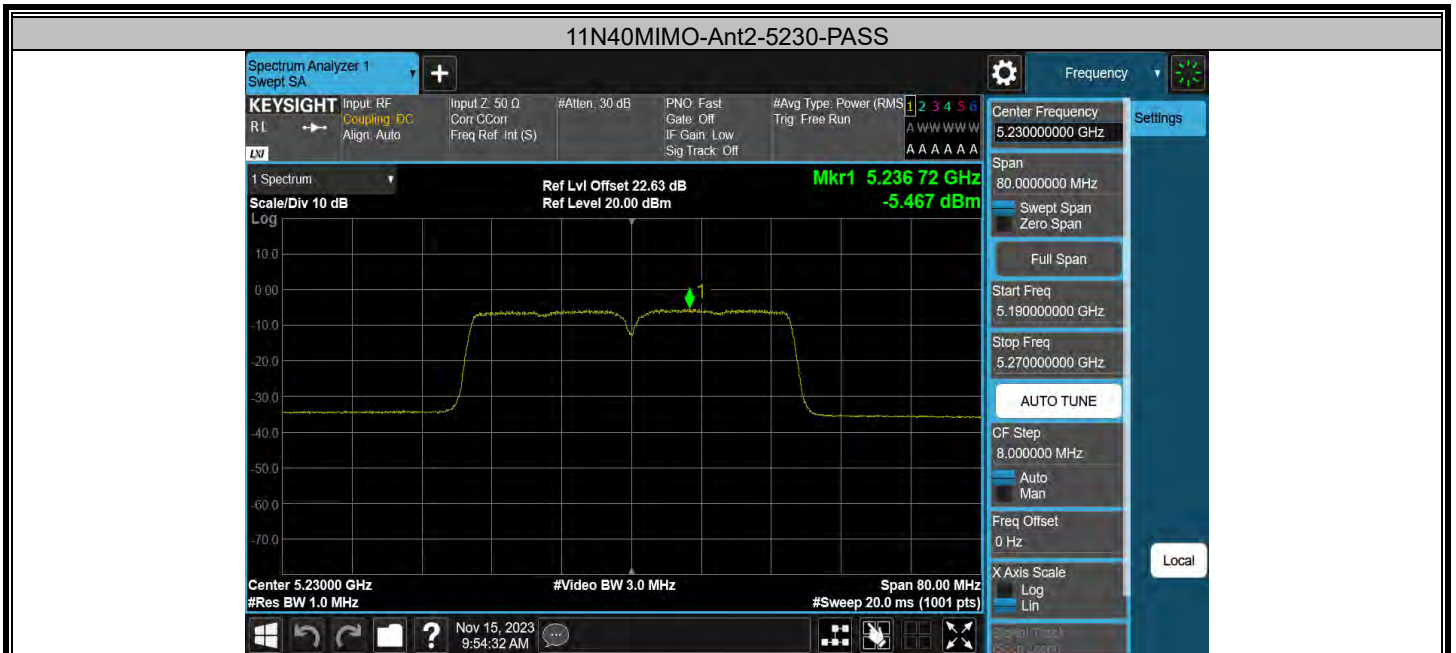 11N40MIMO-Ant2-5230-PASS
Spectrum Analyzer 1
Swept SA
Frequency
KEYSIGHT
RL
LXI
Input: RF
Coupling: DC
Align: Auto
Input Z: 50 Ω
Corr CCorr
Freq Ref: Int (S)
#Atten: 30 dB
PNO: Fast
Gate: Off
IF Gain: Low
Sig Track: Off
#Avg Type: Power (RMS
Trig: Free Run
1 2 3 4 5 6
A W W W W W
A A A A A A
1 Spectrum
Scale/Div 10 dB
Log
Ref Lvl Offset 22.63 dB
Ref Level 20.00 dBm
Mkr1 5.236 72 GHz
-5.467 dBm
1
10.0
0.00
-10.0
-20.0
-30.0
-40.0
-50.0
-60.0
-70.0
Center 5.23000 GHz
#Res BW 1.0 MHz
#Video BW 3.0 MHz
Span 80.00 MHz
#Sweep 20.0 ms (1001 pts)
Nov 15, 2023
9:54:32 AM
Center Frequency
5.230000000 GHz
Span
80.0000000 MHz
Swept Span
Zero Span
Full Span
Start Freq
5.190000000 GHz
Stop Freq
5.270000000 GHz
AUTO TUNE
CF Step
8.000000 MHz
Auto
Man
Freq Offset
0 Hz
X Axis Scale
Log
Lin
Signal Track
Settings
Local